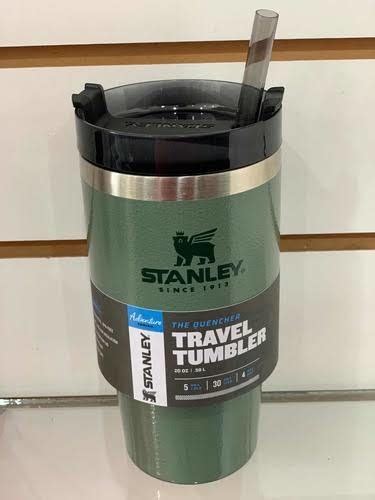 STANLEY
SINCE 1913
Adventure
STANLEY
THE QUENCHER
TRAVEL
TUMBLER
20 OZ | .59 L
5
30
4